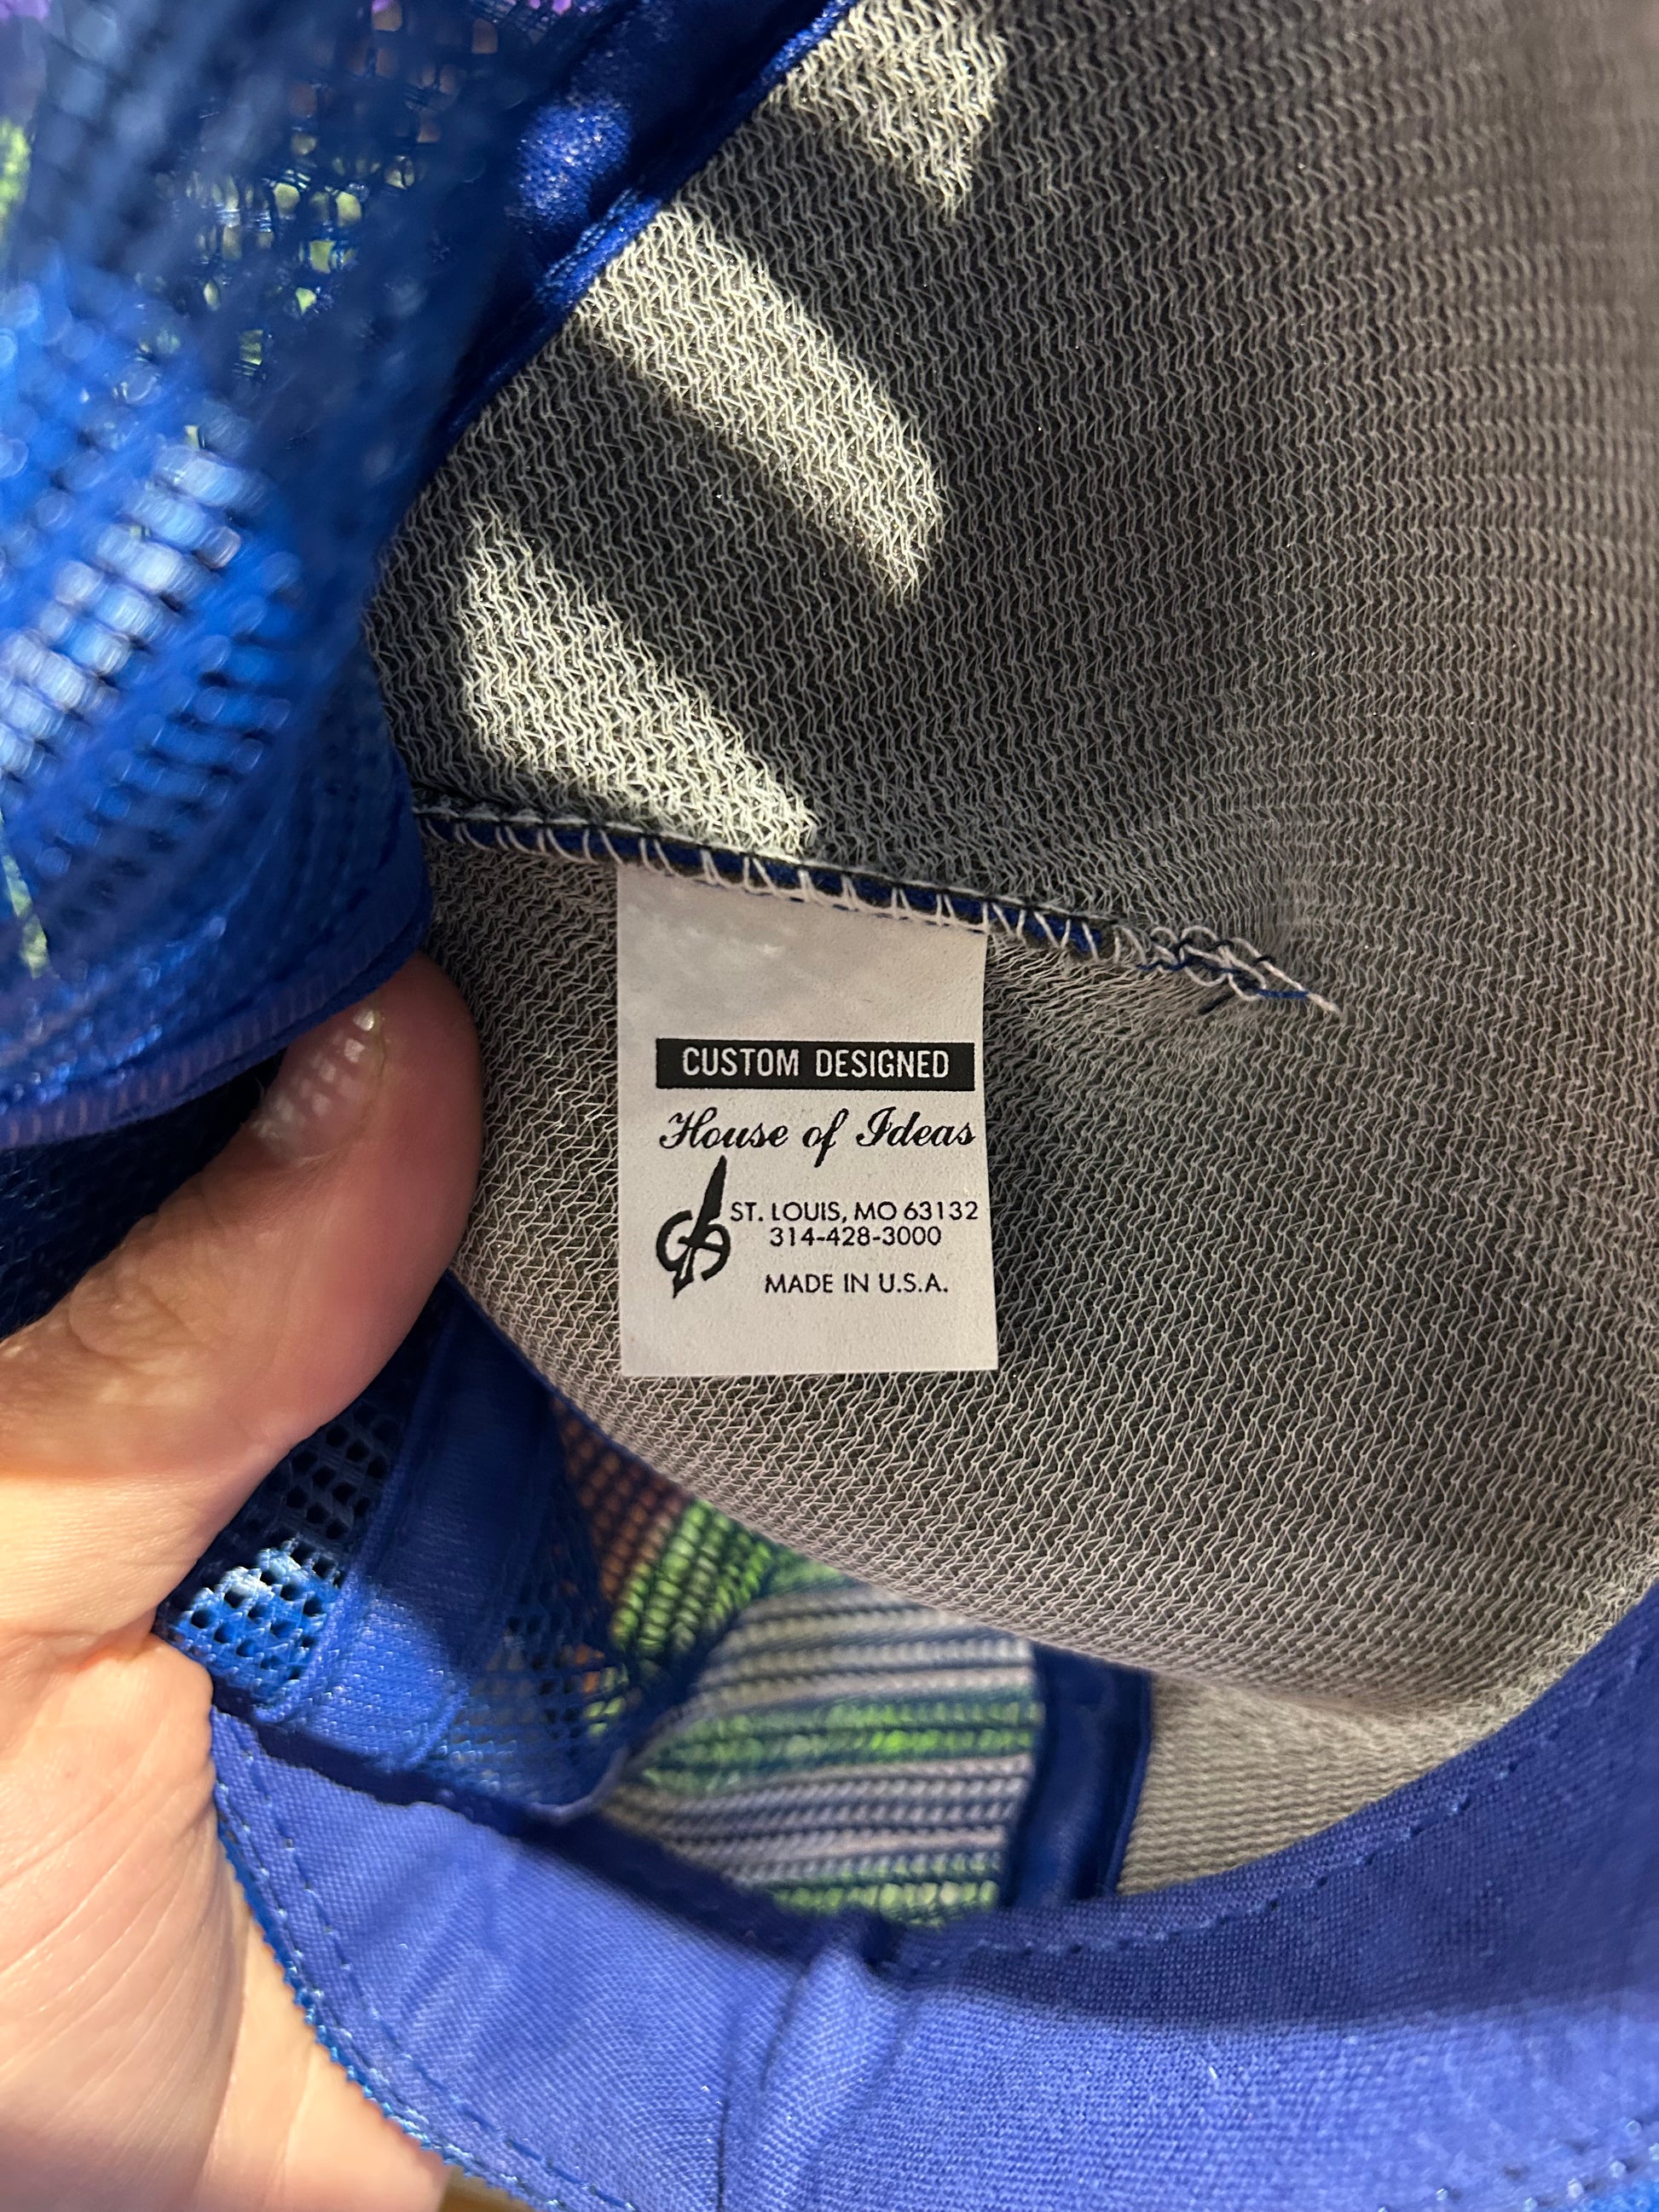 CUSTOM DESIGNED
House of Ideas
ST. LOUIS, MO 63132
314-428-3000
MADE IN U.S.A.